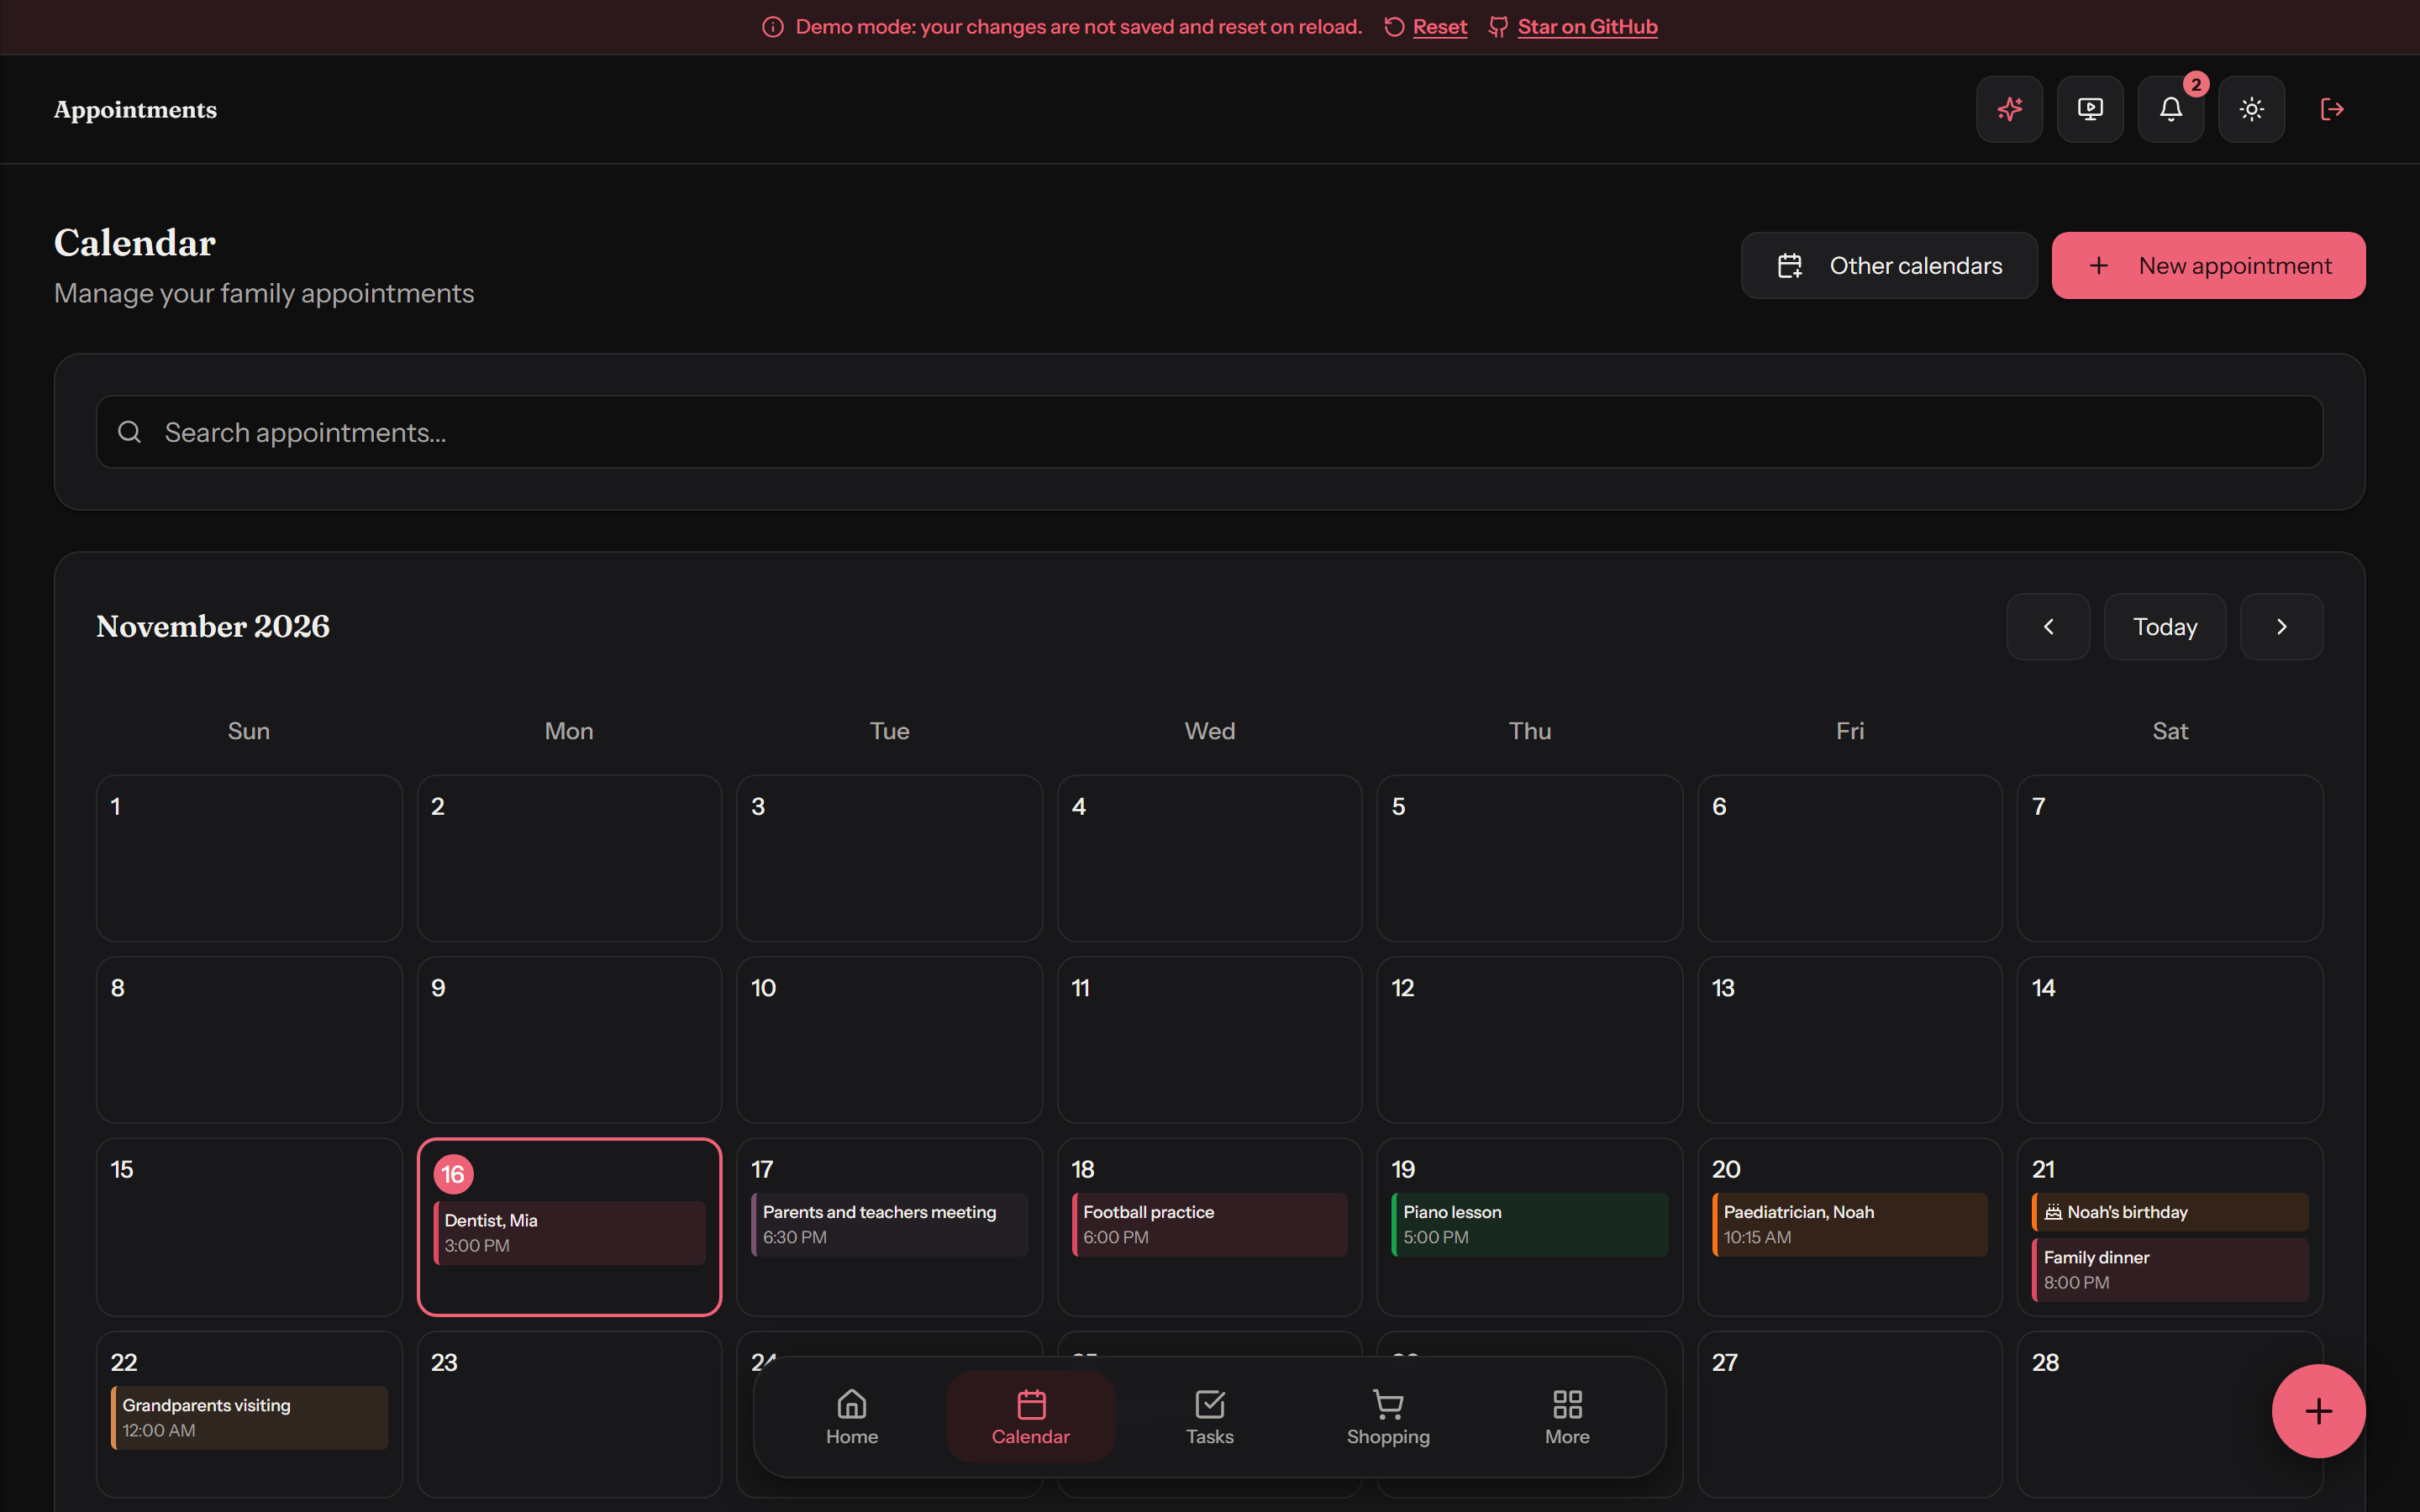 Demo mode: your changes are not saved and reset on reload. Reset Star on GitHub
Appointments
2
Calendar
Manage your family appointments
Other calendars
New appointment
Search appointments...
November 2026
Today
Sun Mon Tue Wed Thu Fri Sat
1 2 3 4 5 6 7
8 9 10 11 12 13 14
15 16 17 18 19 20 21
Dentist, Mia
3:00 PM
Parents and teachers meeting
6:30 PM
Football practice
6:00 PM
Piano lesson
5:00 PM
Paediatrician, Noah
10:15 AM
Noah's birthday
Family dinner
8:00 PM
22 23 24 27 28
Grandparents visiting
12:00 AM
Home Calendar Tasks Shopping More